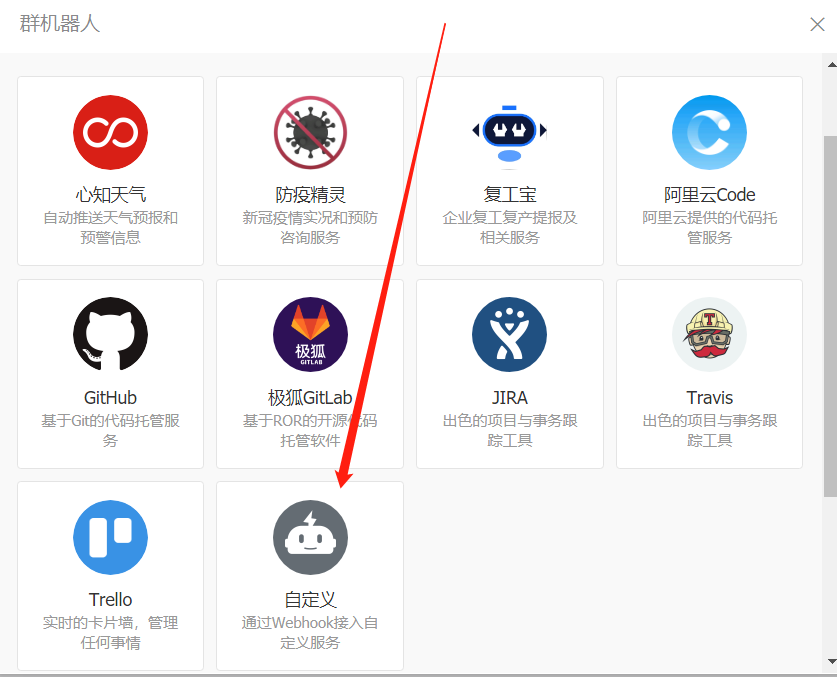 群机器人
心知天气
自动推送天气预报和
预警信息
防疫精灵
新冠疫情实况和预防
咨询服务
复工宝
企业复工复产提报及
相关服务
阿里云Code
阿里云提供的代码托
管服务
GitHub
基于Git的代码托管服
务
极狐
GITLAB
极狐GitLab
基于ROR的开源代码
托管软件
JIRA
出色的项目与事务跟
踪工具
T
Travis
出色的项目与事务跟
踪工具
Trello
实时的卡片墙，管理
任何事情
自定义
通过Webhook接入自
定义服务